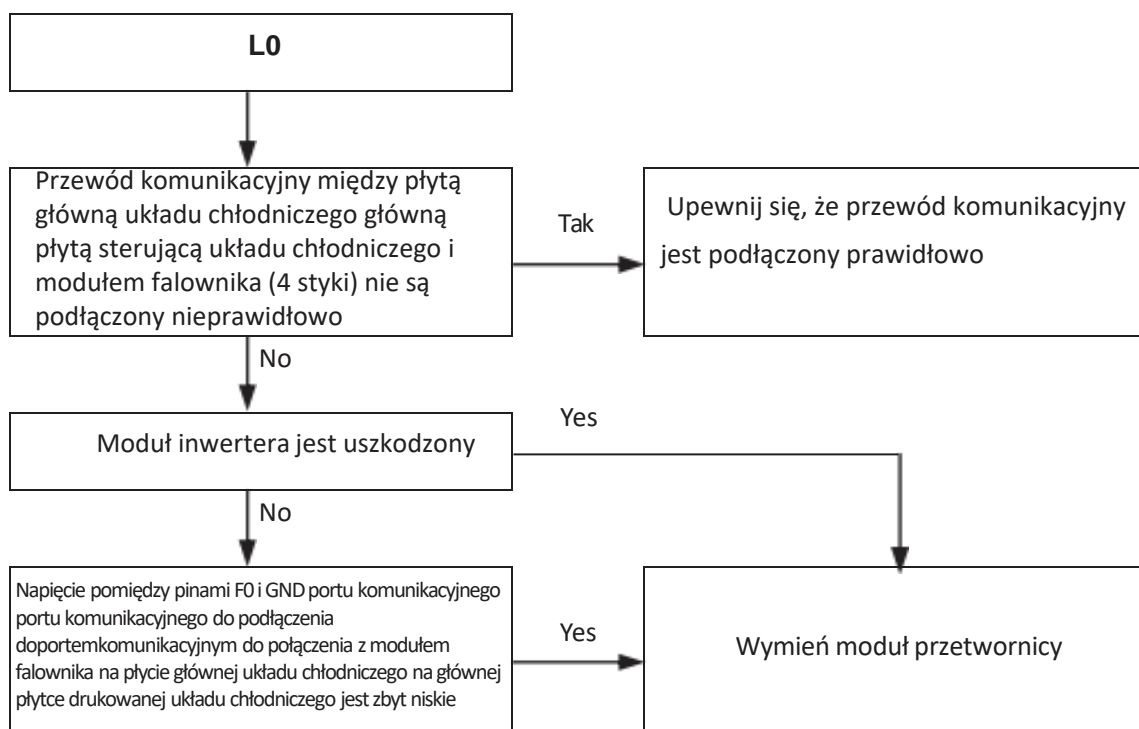 L0
Przewód komunikacyjny między płytą
główną układu chłodniczego główną
płytą sterującą układu chłodniczego i
modułem falownika (4 styki) nie są
podłączony nieprawidłowo
Tak
Upewnij się, że przewód komunikacyjny
jest podłączony prawidłowo
No
Moduł inwertera jest uszkodzony
Yes
No
Napięcie pomiędzy pinami F0 i GND portu komunikacyjnego
portu komunikacyjnego do podłączenia
doportemkomunikacyjnym do połączenia z modułem
falownika na płycie głównej układu chłodniczego na głównej
płytce drukowanej układu chłodniczego jest zbyt niskie
Yes
Wymień moduł przetwornicy